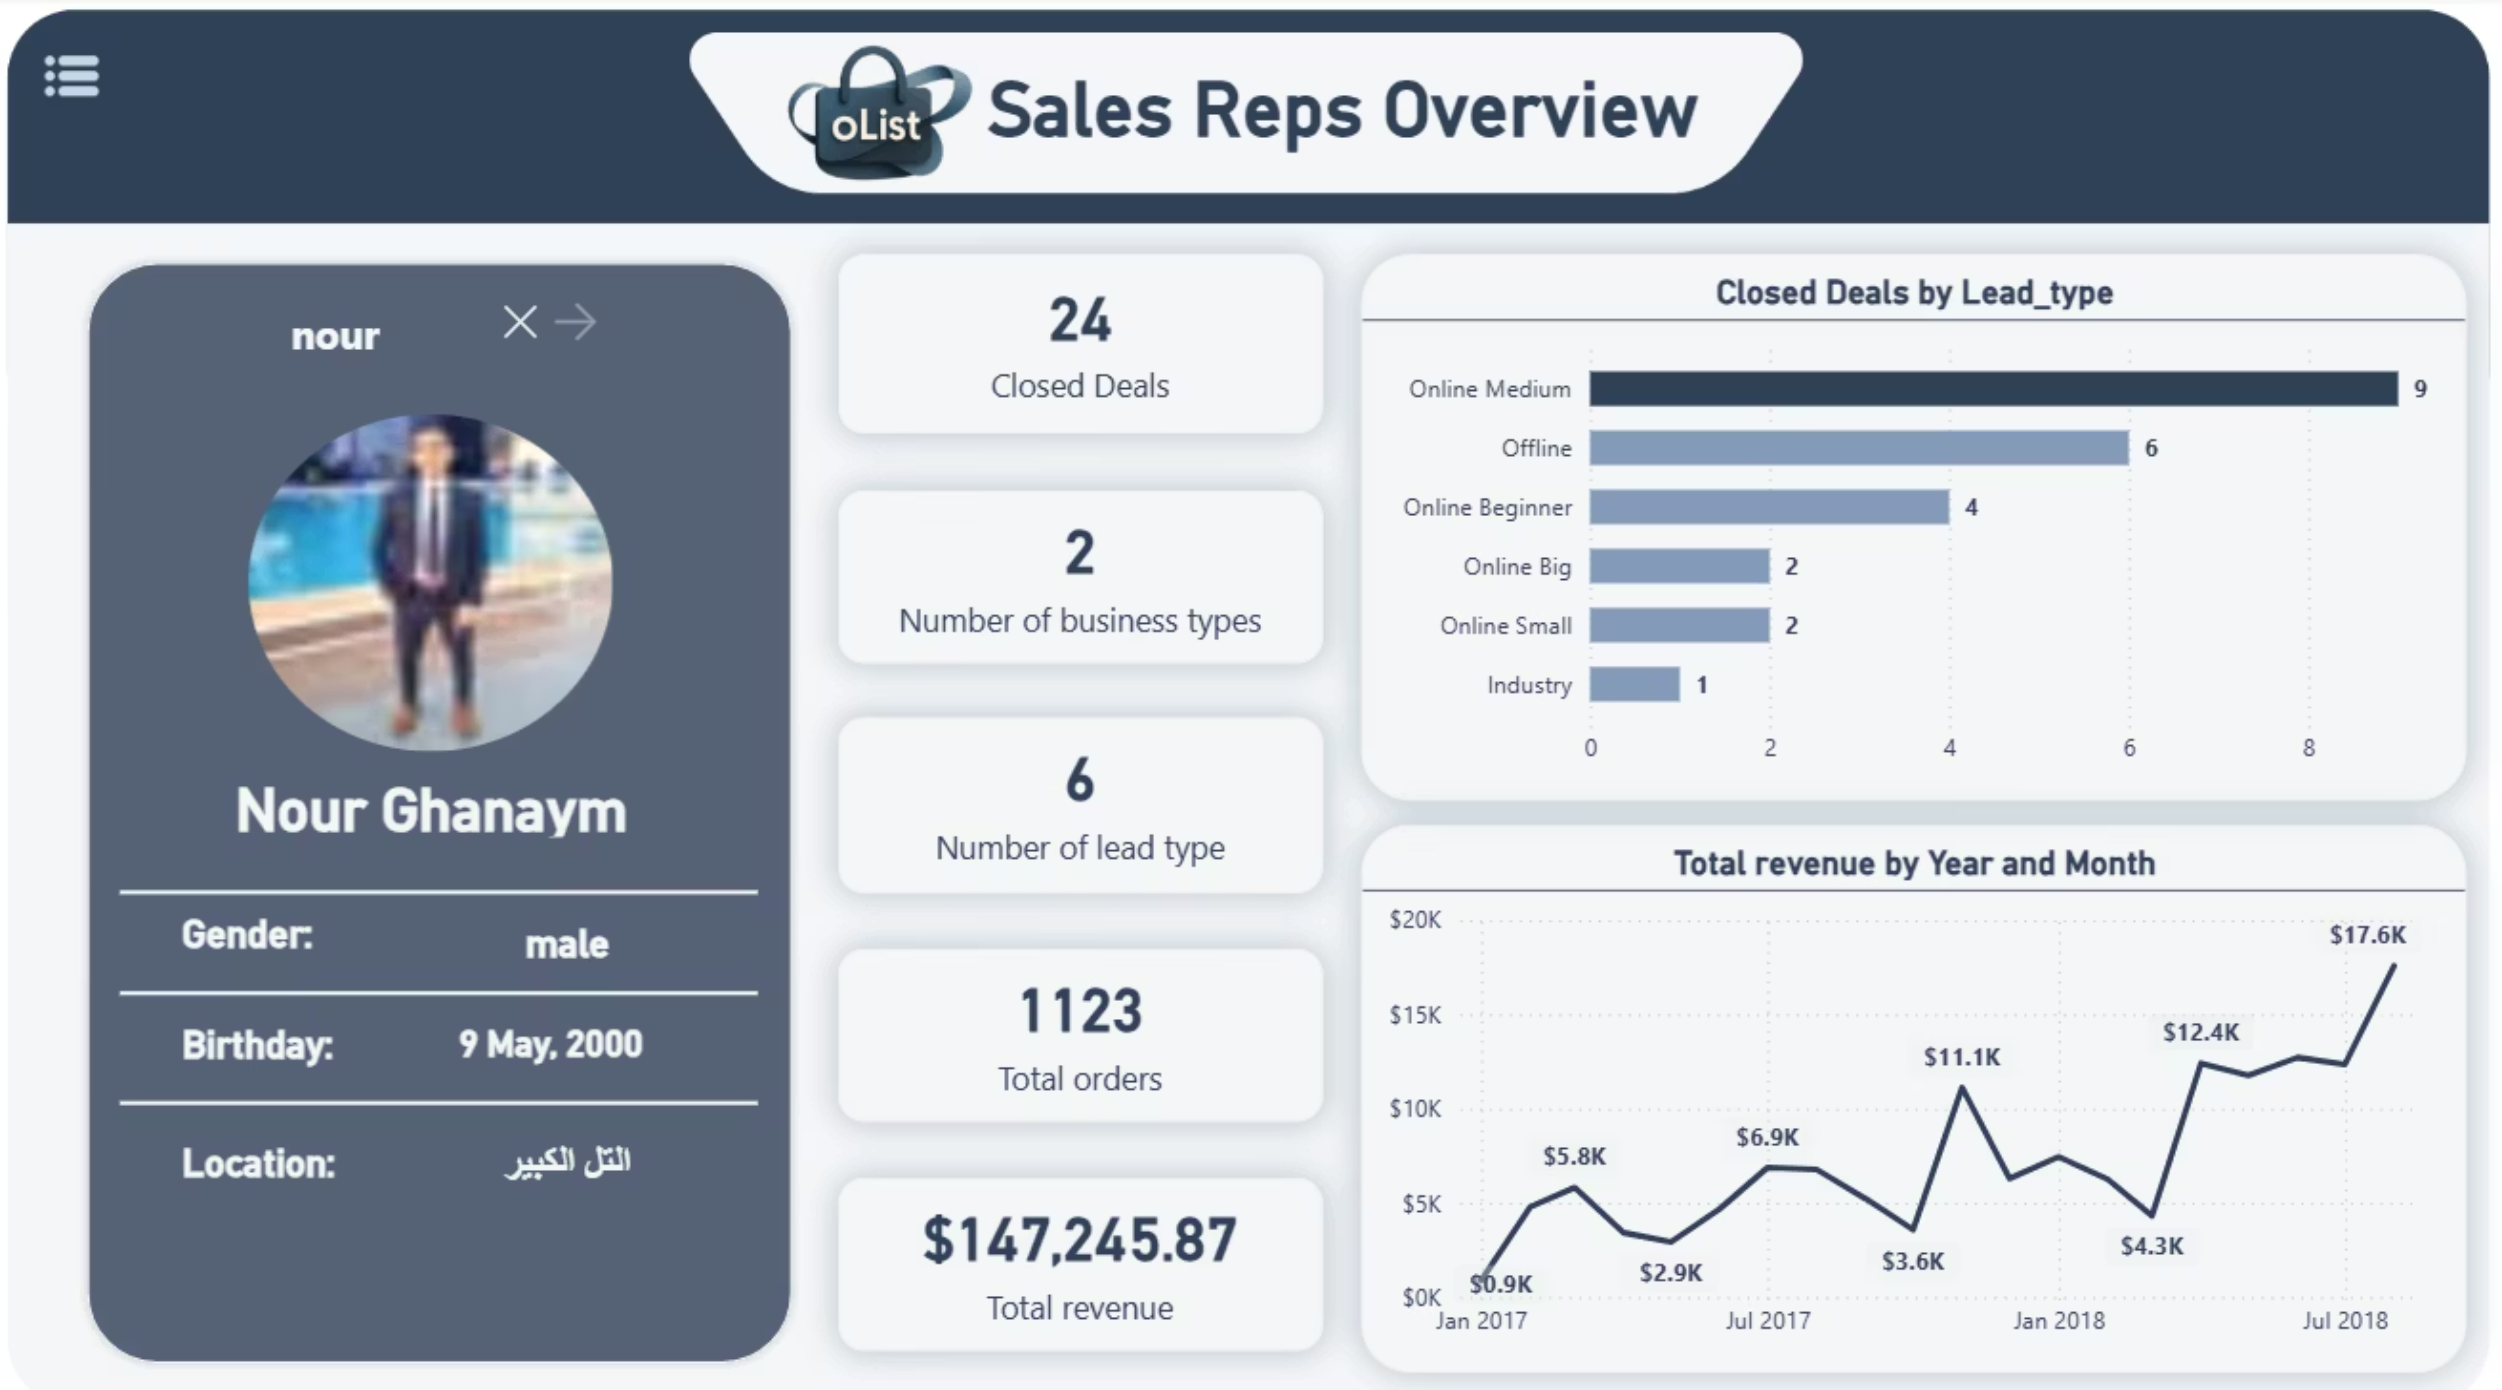 oList
Sales Reps Overview
nour
Nour Ghanaym
Gender:
male
Birthday:
9 May, 2000
Location:
التل الكبير
24
Closed Deals
2
Number of business types
6
Number of lead type
1123
Total orders
$147,245.87
Total revenue
Closed Deals by Lead_type
Online Medium 9
Offline 6
Online Beginner 4
Online Big 2
Online Small 2
Industry 1
0 2 4 6 8
Total revenue by Year and Month
$20K
$17.6K
$15K
$12.4K
$11.1K
$10K
$6.9K
$5.8K
$5K
$4.3K
$3.6K
$2.9K
$0.9K
$0K
Jan 2017 Jul 2017 Jan 2018 Jul 2018